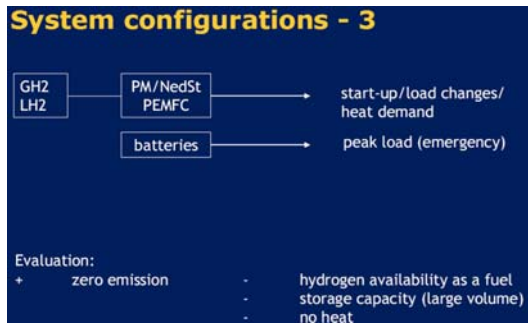 System configurations - 3
GH2
LH2
PM/NedSt
PEMFC
start-up/load changes/
heat demand
batteries
peak load (emergency)
Evaluation:
+ zero emission - hydrogen availability as a fuel
- storage capacity (large volume)
- no heat